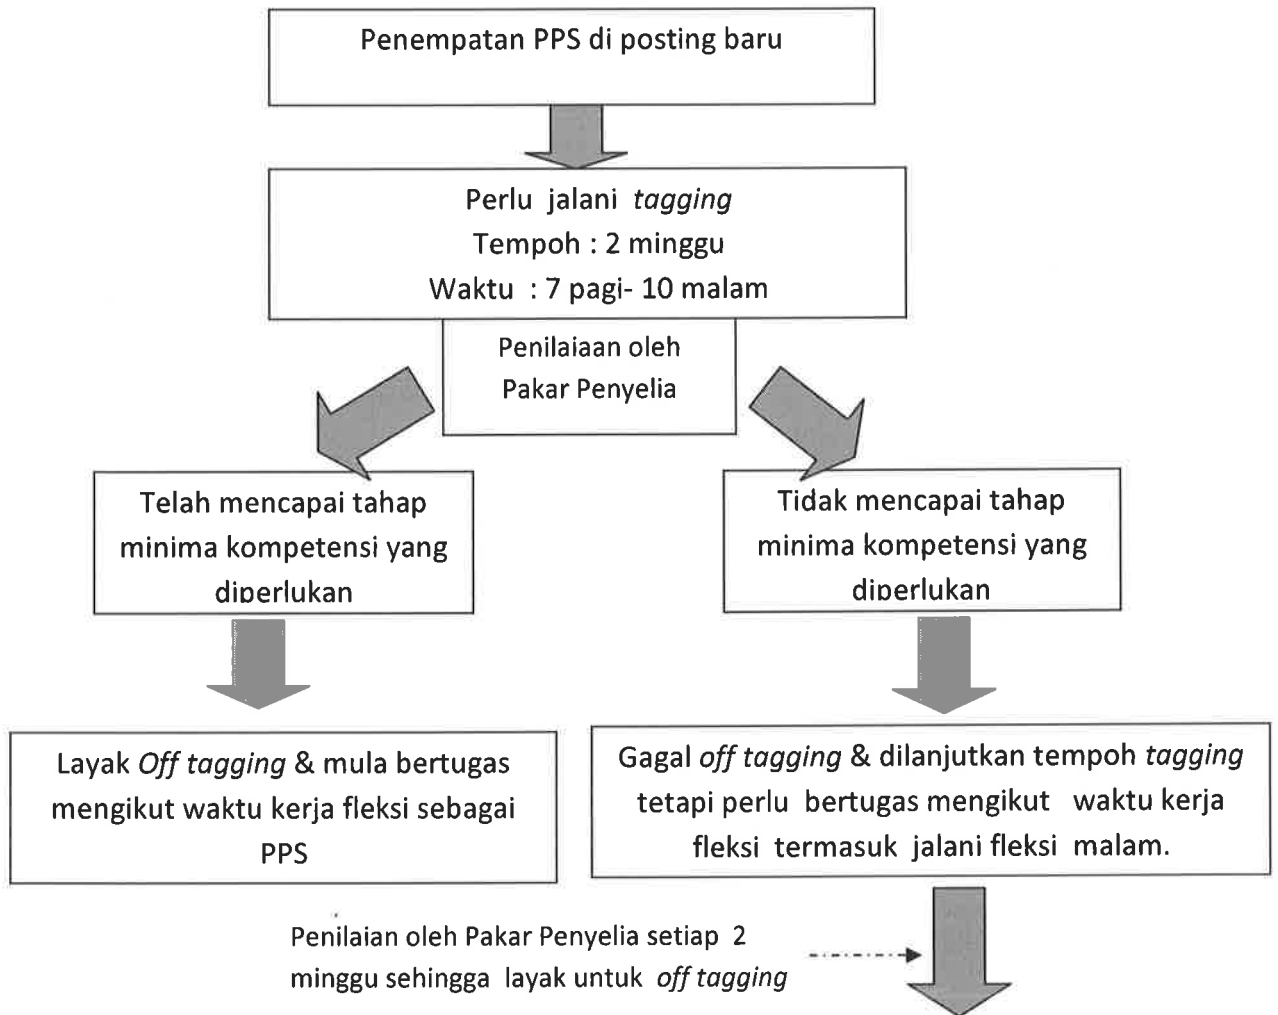 Penempatan PPS di posting baru
Perlu jalani tagging
Tempoh : 2 minggu
Waktu : 7 pagi- 10 malam
Penilaiaan oleh
Pakar Penyelia
Telah mencapai tahap
minima kompetensi yang
diperlukan
Tidak mencapai tahap
minima kompetensi yang
diperlukan
Layak Off tagging & mula bertugas
mengikut waktu kerja fleksi sebagai
PPS
Gagal off tagging & dilanjutkan tempoh tagging
tetapi perlu bertugas mengikut waktu kerja
fleksi termasuk jalani fleksi malam.
Penilaian oleh Pakar Penyelia setiap 2
minggu sehingga layak untuk off tagging